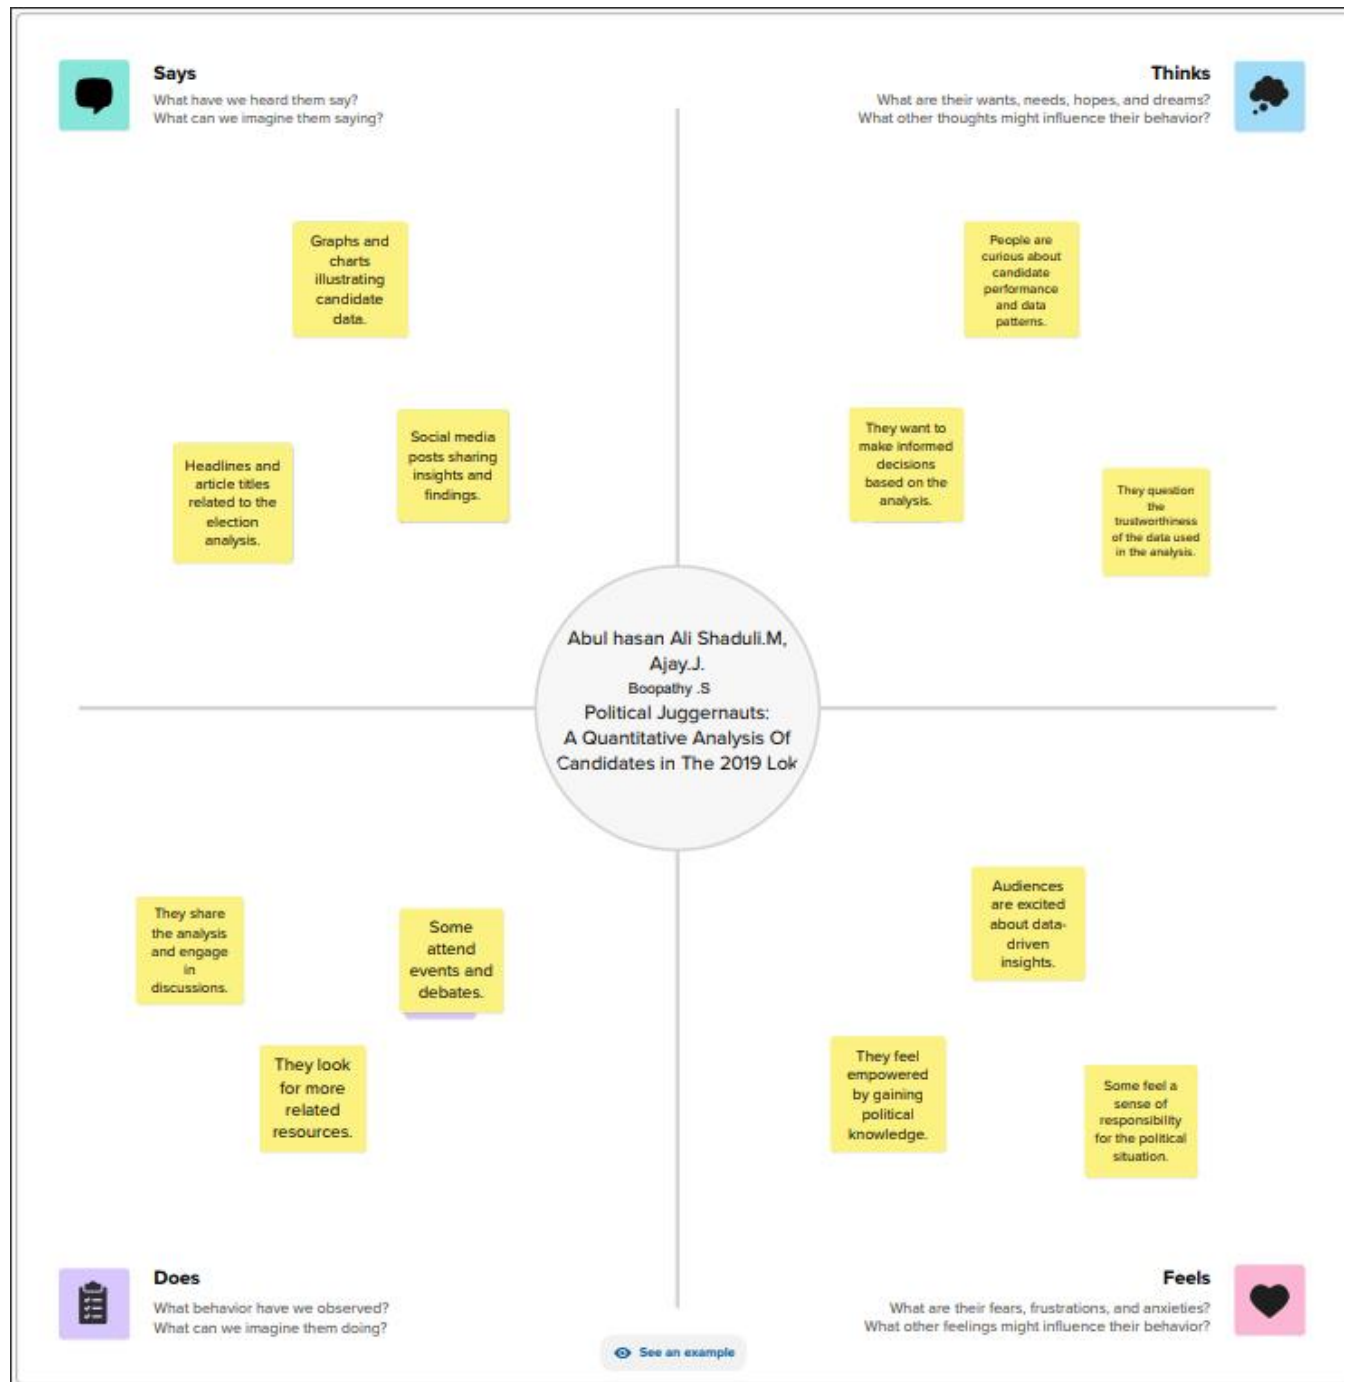 Says
What have we heard them say?
What can we imagine them saying?
Thinks
What are their wants, needs, hopes, and dreams?
What other thoughts might influence their behavior?
Graphs and
charts
illustrating
candidate
data.
Headlines and
article titles
related to the
election
analysis.
Social media
posts sharing
insights and
findings.
People are
curious about
candidate
performance
and data
patterns.
They want to
make informed
decisions
based on the
analysis.
They question
the
trustworthiness
of the data used
in the analysis.
Abul hasan Ali Shaduli.M,
Ajay.J.
Boopathy .S
Political Juggernauts:
A Quantitative Analysis Of
Candidates in The 2019 Lok
They share
the analysis
and engage
in
discussions.
Some
attend
events and
debates.
They look
for more
related
resources.
Audiences
are excited
about data-
driven
insights.
They feel
empowered
by gaining
political
knowledge.
Some feel a
sense of
responsibility
for the political
situation.
Does
What behavior have we observed?
What can we imagine them doing?
Feels
What are their fears, frustrations, and anxieties?
What other feelings might influence their behavior?
See an example